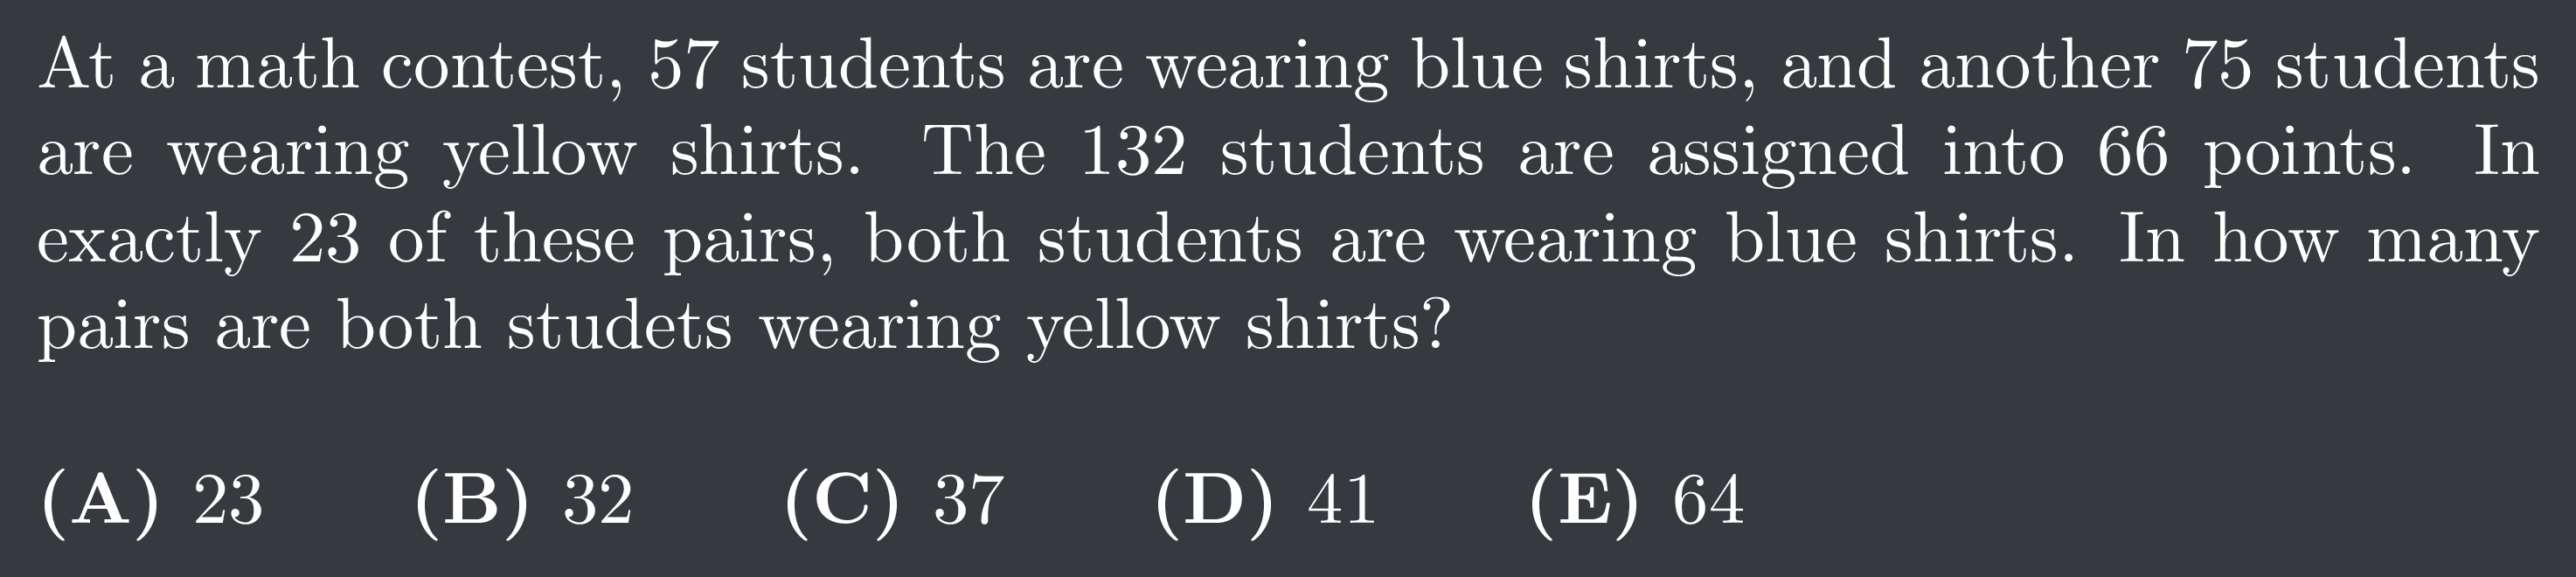 At a math contest, 57 students are wearing blue shirts, and another 75 students
are wearing yellow shirts. The 132 students are assigned into 66 points. In
exactly 23 of these pairs, both students are wearing blue shirts. In how many
pairs are both studets wearing yellow shirts?
(A) 23 (B) 32 (C) 37 (D) 41 (E) 64